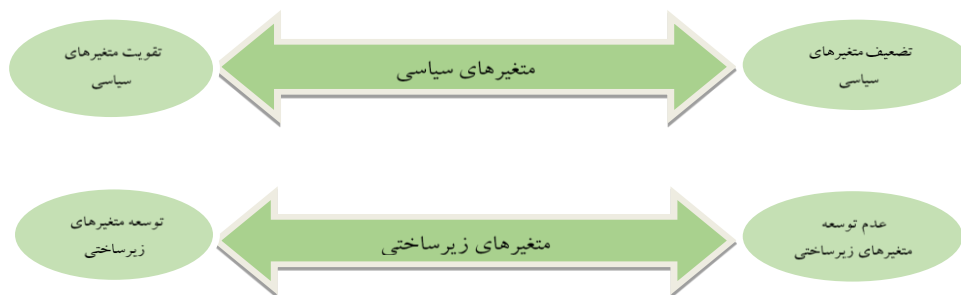 تضعیف متغیرهای
سیاسی
متغیرهای سیاسی
تقویت متغیرهای
سیاسی
عدم توسعه
متغیرهای زیرساختی
متغیرهای زیرساختی
توسعه متغیرهای
زیرساختی